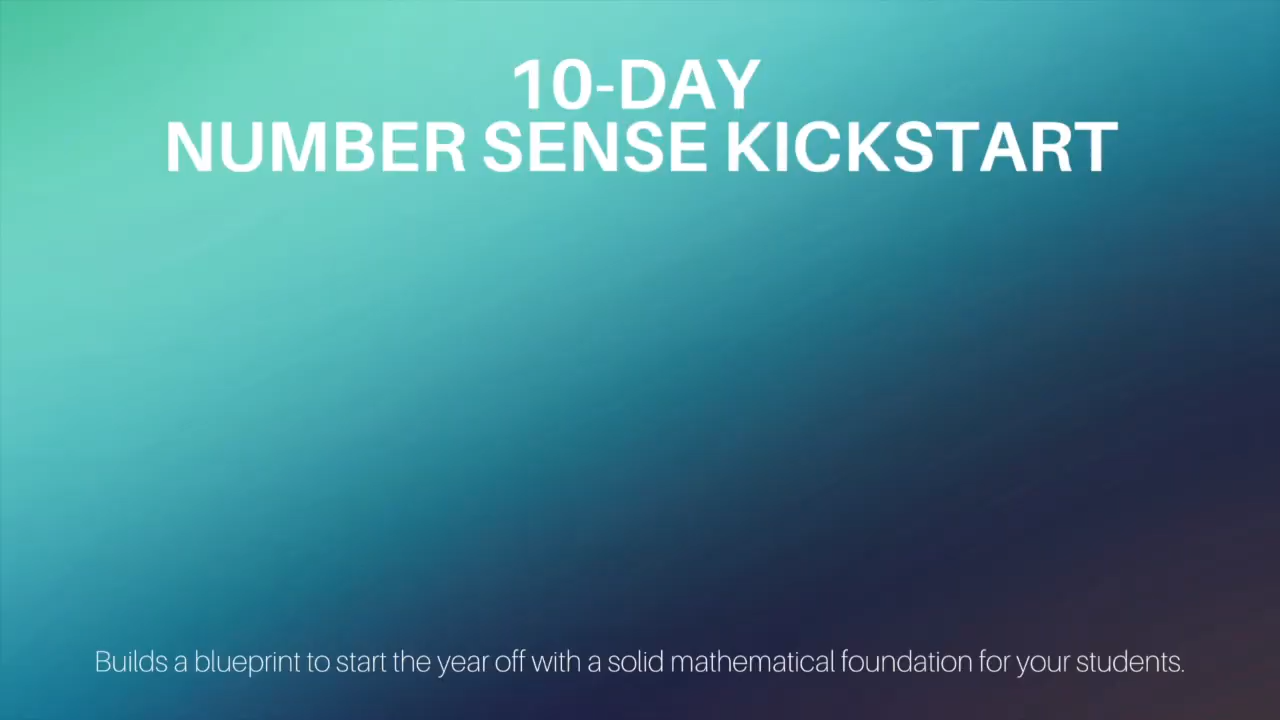 10-DAY
NUMBER SENSE KICKSTART
Builds a blueprint to start the year off with a solid mathematical foundation for your students.